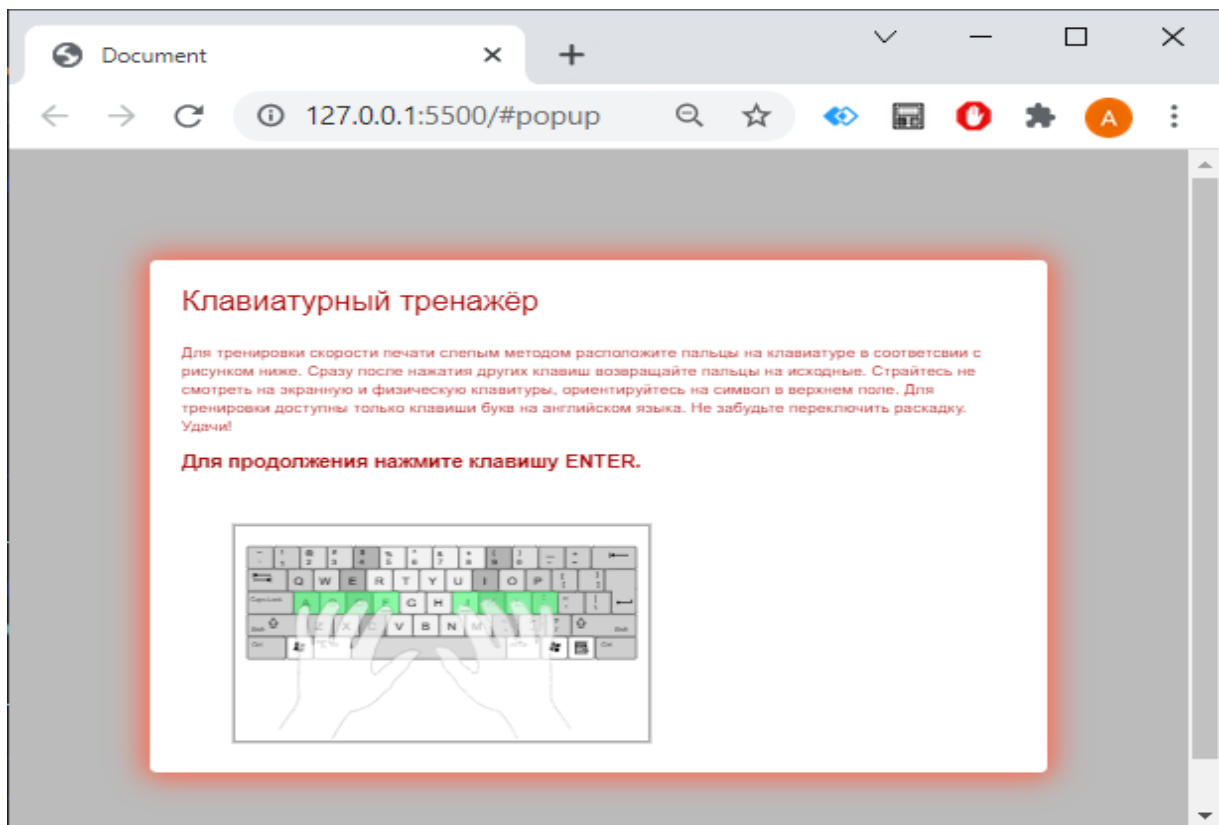 Document
127.0.0.1:5500/#popup
A
Клавиатурный тренажёр
Для тренировки скорости печати слепым методом расположите пальцы на клавиатуре в соответсвии с
рисунком ниже. Сразу после нажатия других клавиш возвращайте пальцы на исходные. Страйтесь не
смотреть на экранную и физическую клавитуры, ориентируйтесь на символ в верхнем поле. Для
тренировки доступны только клавиши букв на английском языка. Не забудьте переключить раскадку.
Удачи!
Для продолжения нажмите клавишу ENTER.
Q W E R T Y U I O P
Caps Lock G H
Z X C V B N M